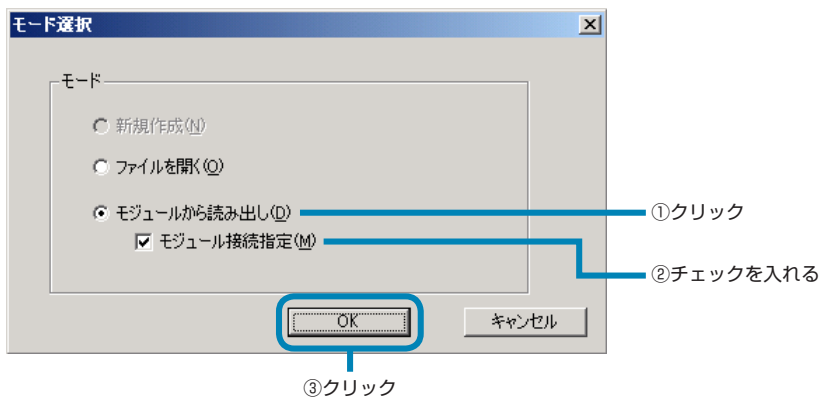 モード選択
モード
新規作成(N)
ファイルを開く(O)
モジュールから読み出し(D)
①クリック
モジュール接続指定(M)
②チェックを入れる
OK
キャンセル
③クリック